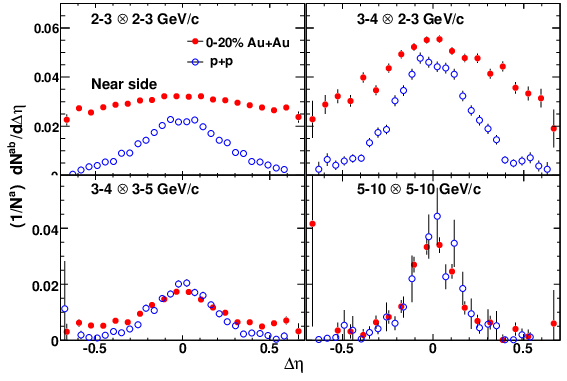 2-3 ⊗ 2-3 GeV/c
3-4 ⊗ 2-3 GeV/c
0-20% Au+Au
p+p
Near side
0.06
0.04
0.02
0
3-4 ⊗ 3-5 GeV/c
5-10 ⊗ 5-10 GeV/c
0.04
0.02
0
-0.5 0 0.5
-0.5 0 0.5
(1/Nᵃ) dNᵃᵇ/dΔη
Δη